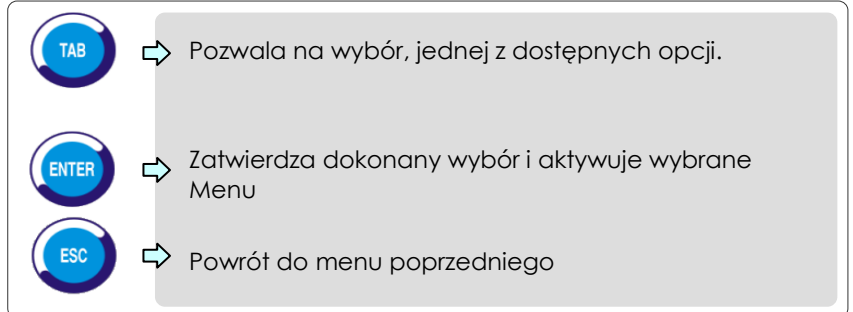 TAB
Pozwala na wybór, jednej z dostępnych opcji.
ENTER
Zatwierdza dokonany wybór i aktywuje wybrane
Menu
ESC
Powrót do menu poprzedniego